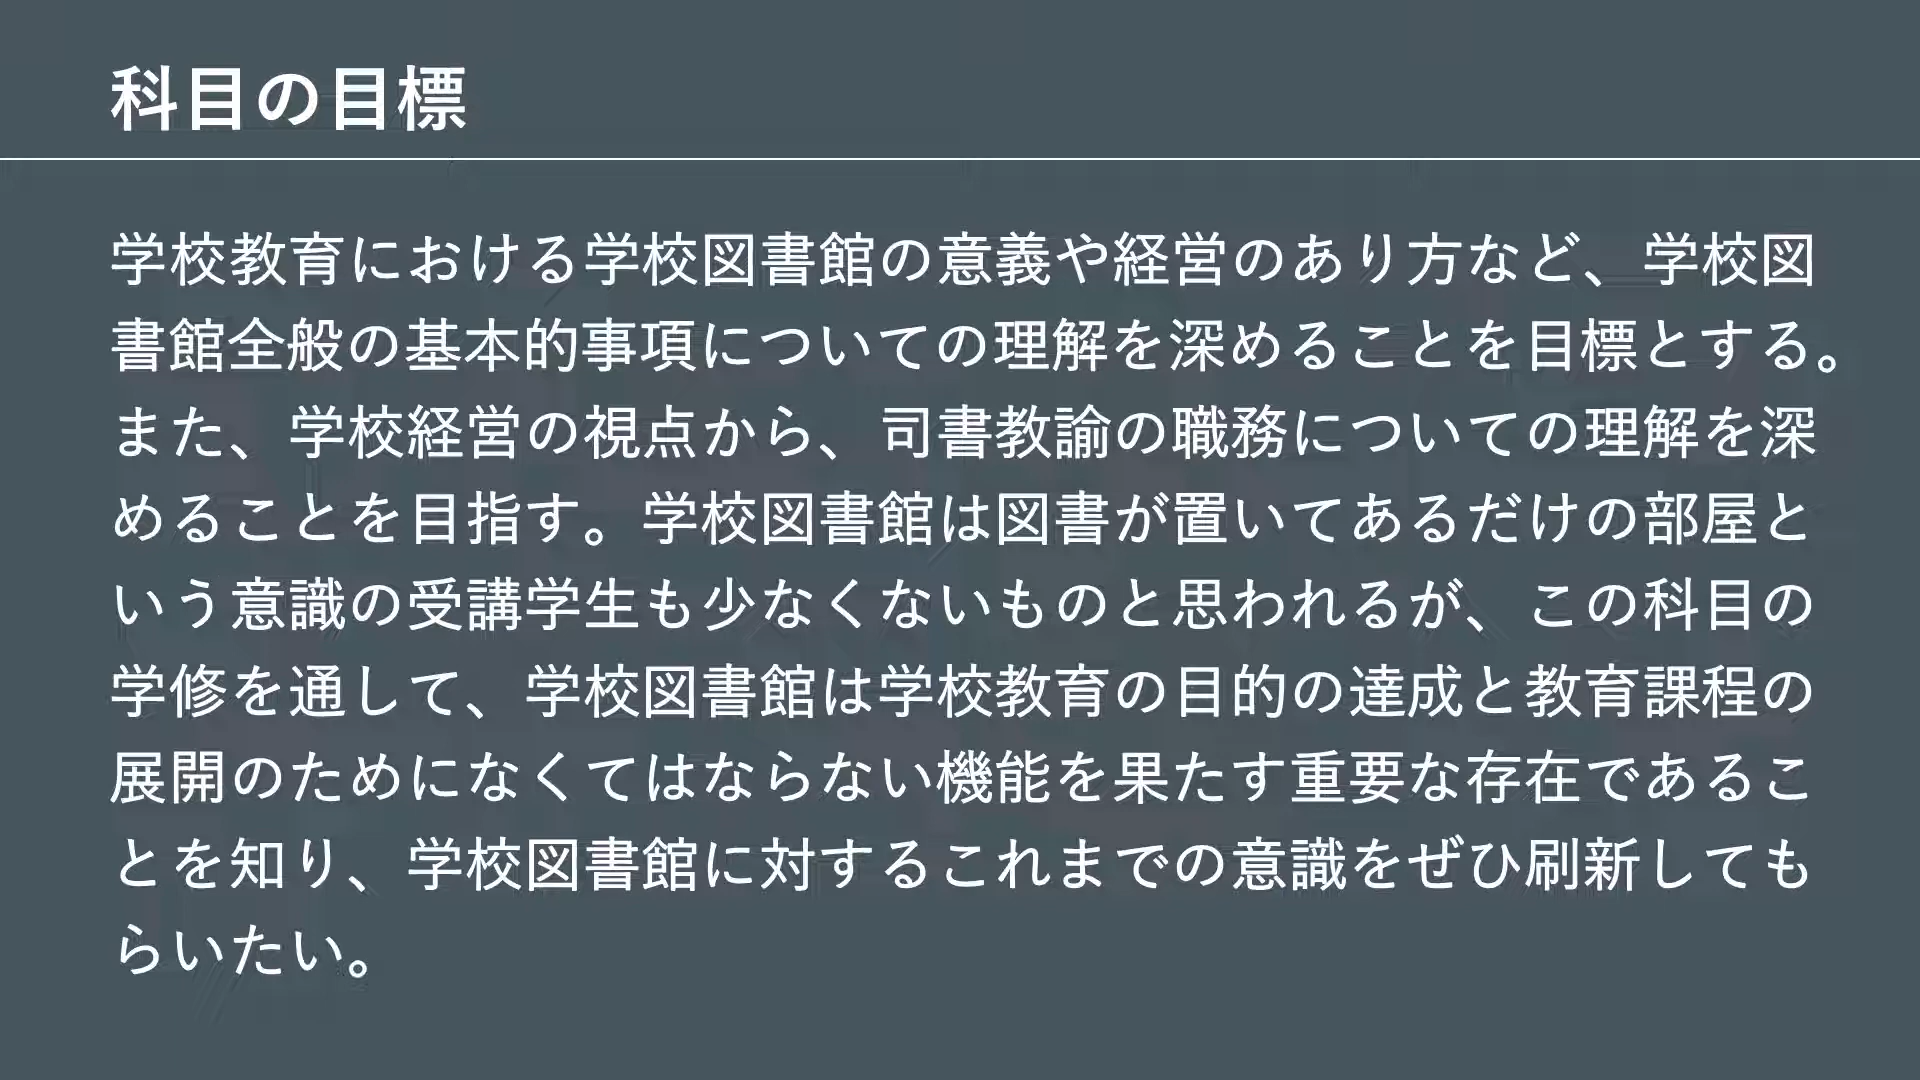 科目の目標
学校教育における学校図書館の意義や経営のあり方など、学校図
書館全般の基本的事項についての理解を深めることを目標とする。
また、学校経営の視点から、司書教諭の職務についての理解を深
めることを目指す。学校図書館は図書が置いてあるだけの部屋と
いう意識の受講学生も少なくないものと思われるが、この科目の
学修を通して、学校図書館は学校教育の目的の達成と教育課程の
展開のためになくてはならない機能を果たす重要な存在であるこ
とを知り、学校図書館に対するこれまでの意識をぜひ刷新しても
らいたい。